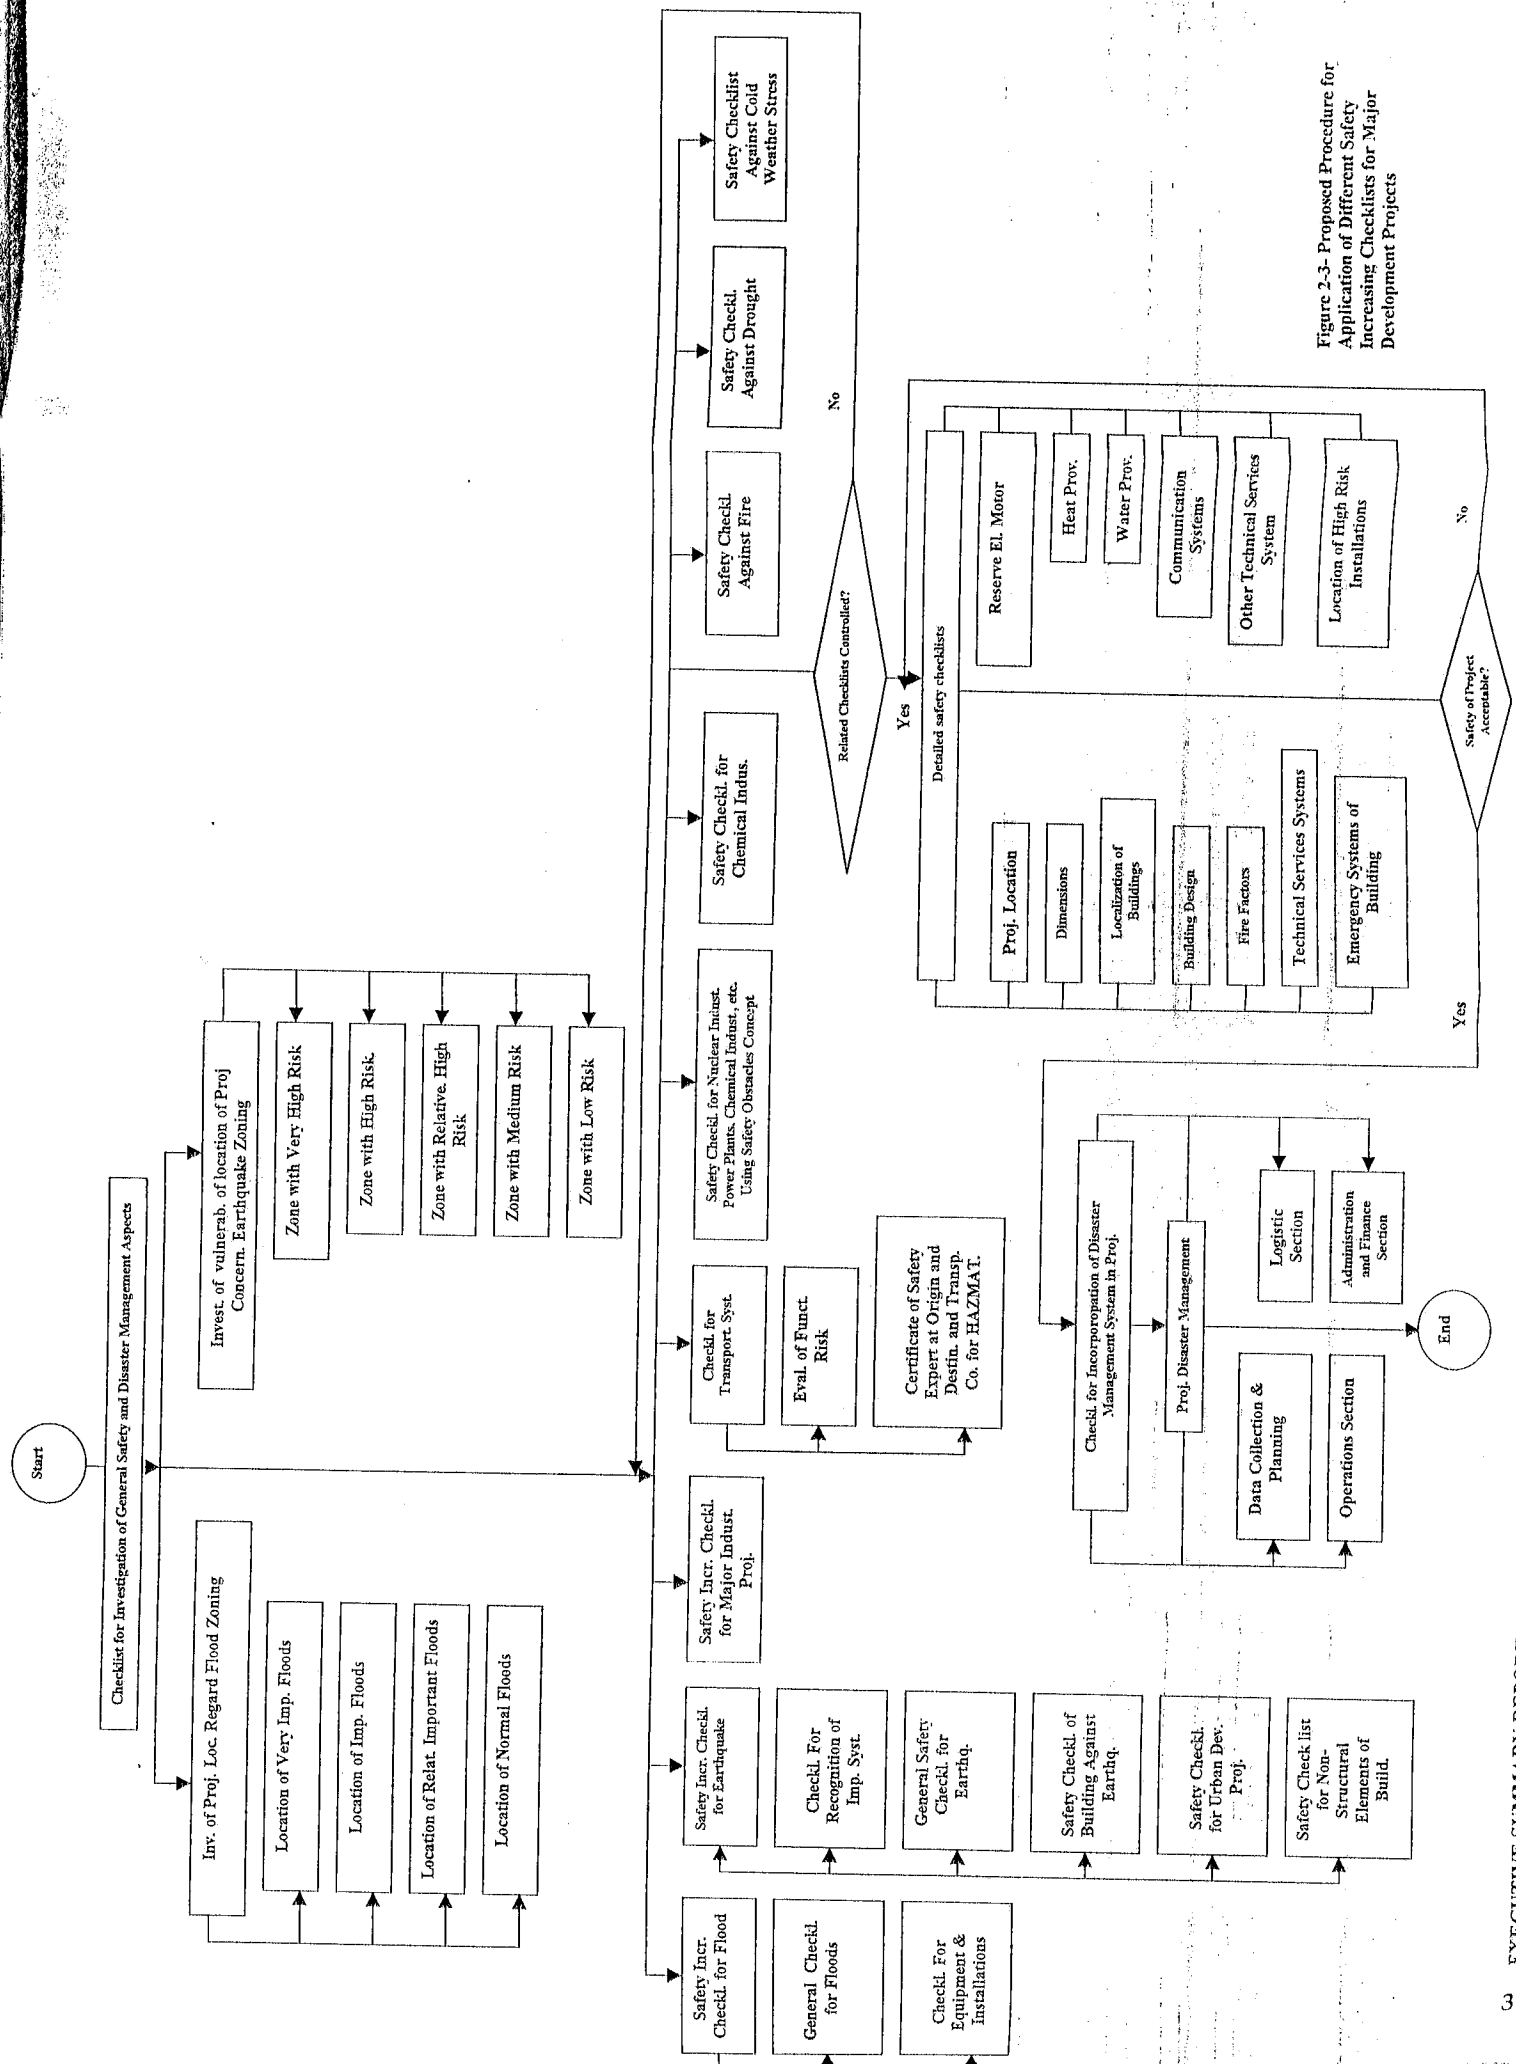 Start
Checklist for Investigation of General Safety and Disaster Management Aspects
Inv. of Proj. Loc. Regard Flood Zoning
Location of Very Imp. Floods
Location of Imp. Floods
Location of Relat. Important Floods
Location of Normal Floods
Invest. of vulnerab. of location of Proj
Concern. Earthquake Zoning
Zone with Very High Risk
Zone with High Risk.
Zone with Relative. High
Risk
Zone with Medium Risk
Zone with Low Risk
Safety Incr.
Checkl. for Flood
General Checkl.
for Floods
Checkl. For
Equipment &
Installations
Safety Incr. Checkl.
for Earthquake
Checkl. For
Recognition of
Imp. Syst.
General Safety
Checkl. for
Earthq.
Safety Checkl. of
Building Against
Earthq.
Safety Checkl.
for Urban Dev.
Proj.
Safety Check list
for Non-
Structural
Elements of
Build.
Safety Incr. Checkl.
for Major Indust.
Proj.
Checkl. for
Transport. Syst.
Eval. of Funct.
Risk
Certificate of Safety
Expert at Origin and
Destin. and Transp.
Co. for HAZMAT.
Safety Checkl. for Nuclear Indust.
Power Plants. Chemical Indust., etc.
Using Safety Obstacles Concept
Safety Checkl. for
Chemical Indus.
Safety Checkl.
Against Fire
Safety Checkl.
Against Drought
Safety Checklist
Against Cold
Weather Stress
Related Checklists Controlled?
No
Yes
Detailed safety checklists
Proj. Location
Dimensions
Localization of
Buildings
Building Design
Fire Factors
Technical Services Systems
Emergency Systems of
Building
Reserve El. Motor
Heat Prov.
Water Prov.
Communication
Systems
Other Technical Services
System
Location of High Risk
Installations
Safety of Project
Acceptable?
No
Yes
Checkl. for Incorporopation of Disaster
Management System in Proj.
Proj. Disaster Management
Data Collection &
Planning
Operations Section
Logistic
Section
Administration
and Finance
Section
End
Figure 2-3- Proposed Procedure for
Application of Different Safety
Increasing Checklists for Major
Development Projects
3